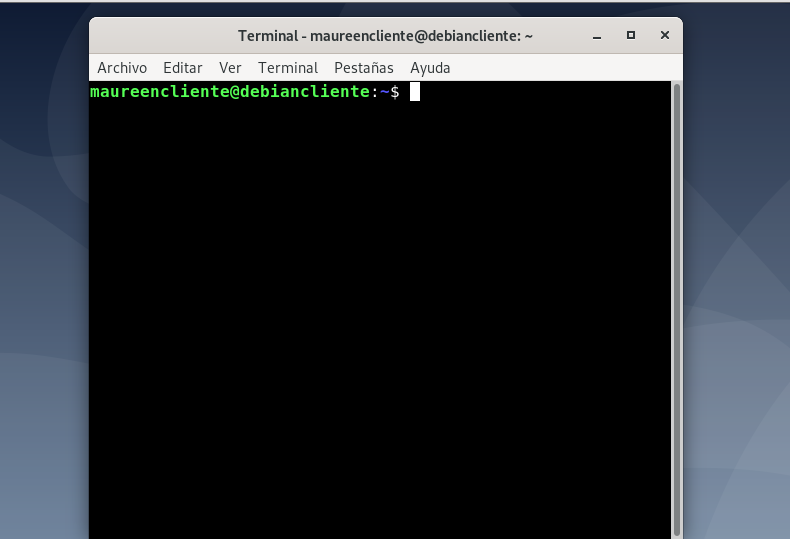 Terminal - maureencliente@debiancliente: ~
Archivo Editar Ver Terminal Pestañas Ayuda
maureencliente@debiancliente:~$